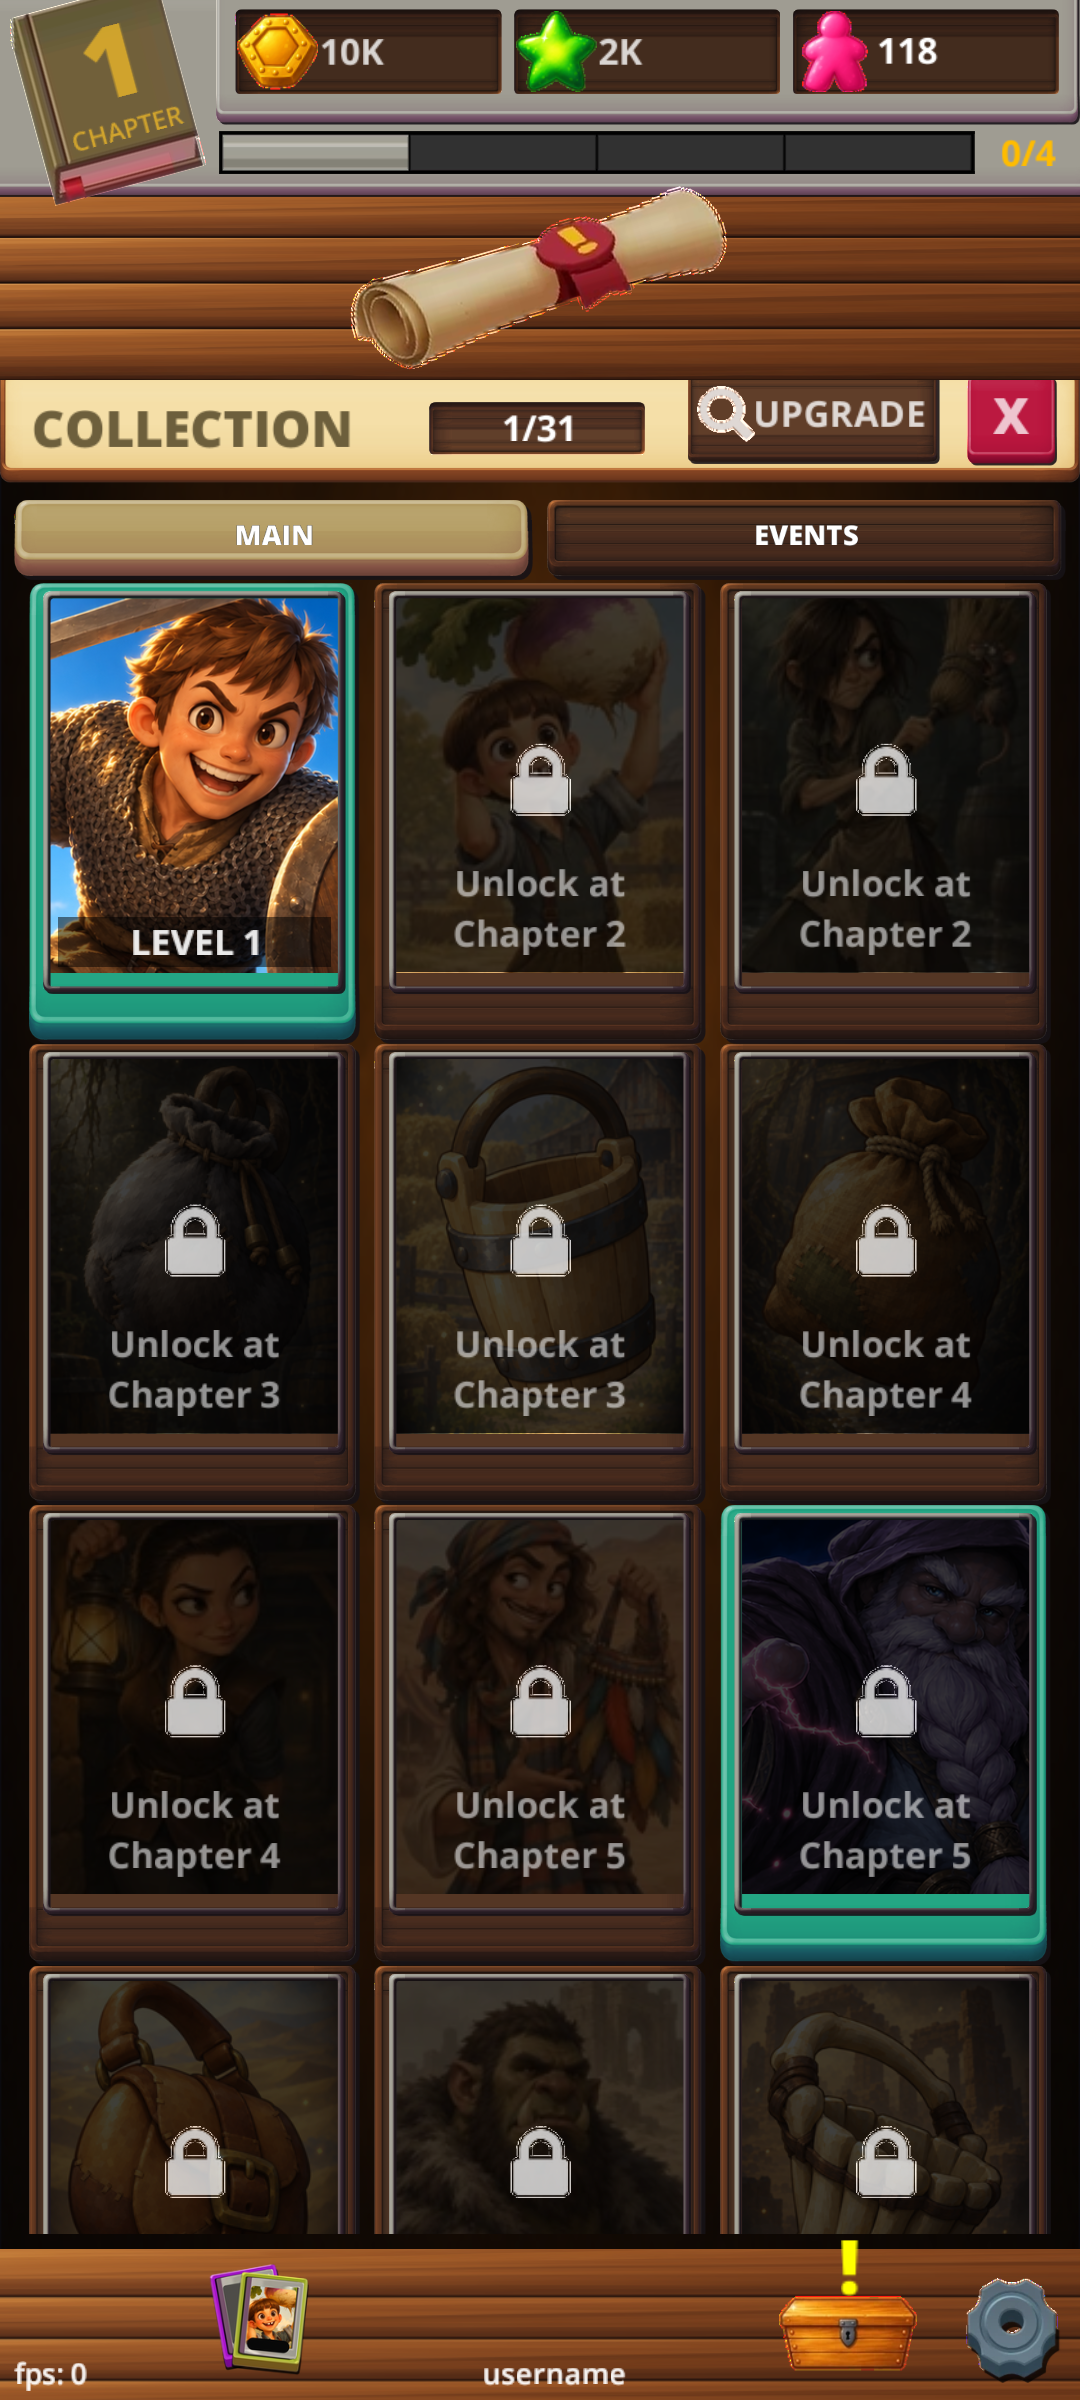 1
CHAPTER
10K
2K
118
0/4
COLLECTION
1/31
UPGRADE
X
MAIN
EVENTS
LEVEL 1
Unlock at
Chapter 2
Unlock at
Chapter 2
Unlock at
Chapter 3
Unlock at
Chapter 3
Unlock at
Chapter 4
Unlock at
Chapter 4
Unlock at
Chapter 5
Unlock at
Chapter 5
fps: 0
username